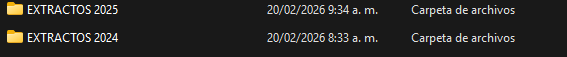 EXTRACTOS 2025 20/02/2026 9:34 a. m. Carpeta de archivos
EXTRACTOS 2024 20/02/2026 8:33 a. m. Carpeta de archivos